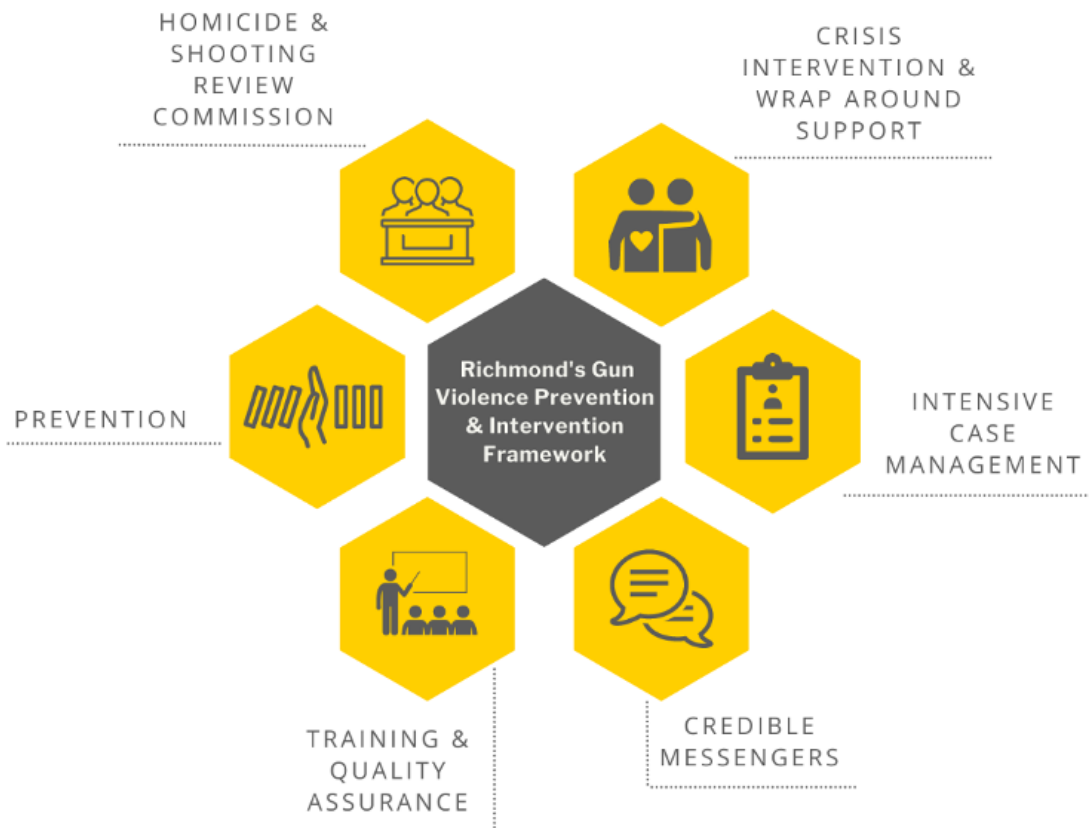 HOMICIDE &
SHOOTING
REVIEW
COMMISSION
CRISIS
INTERVENTION &
WRAP AROUND
SUPPORT
Richmond's Gun
Violence Prevention
& Intervention
Framework
PREVENTION
INTENSIVE
CASE
MANAGEMENT
TRAINING &
QUALITY
ASSURANCE
CREDIBLE
MESSENGERS